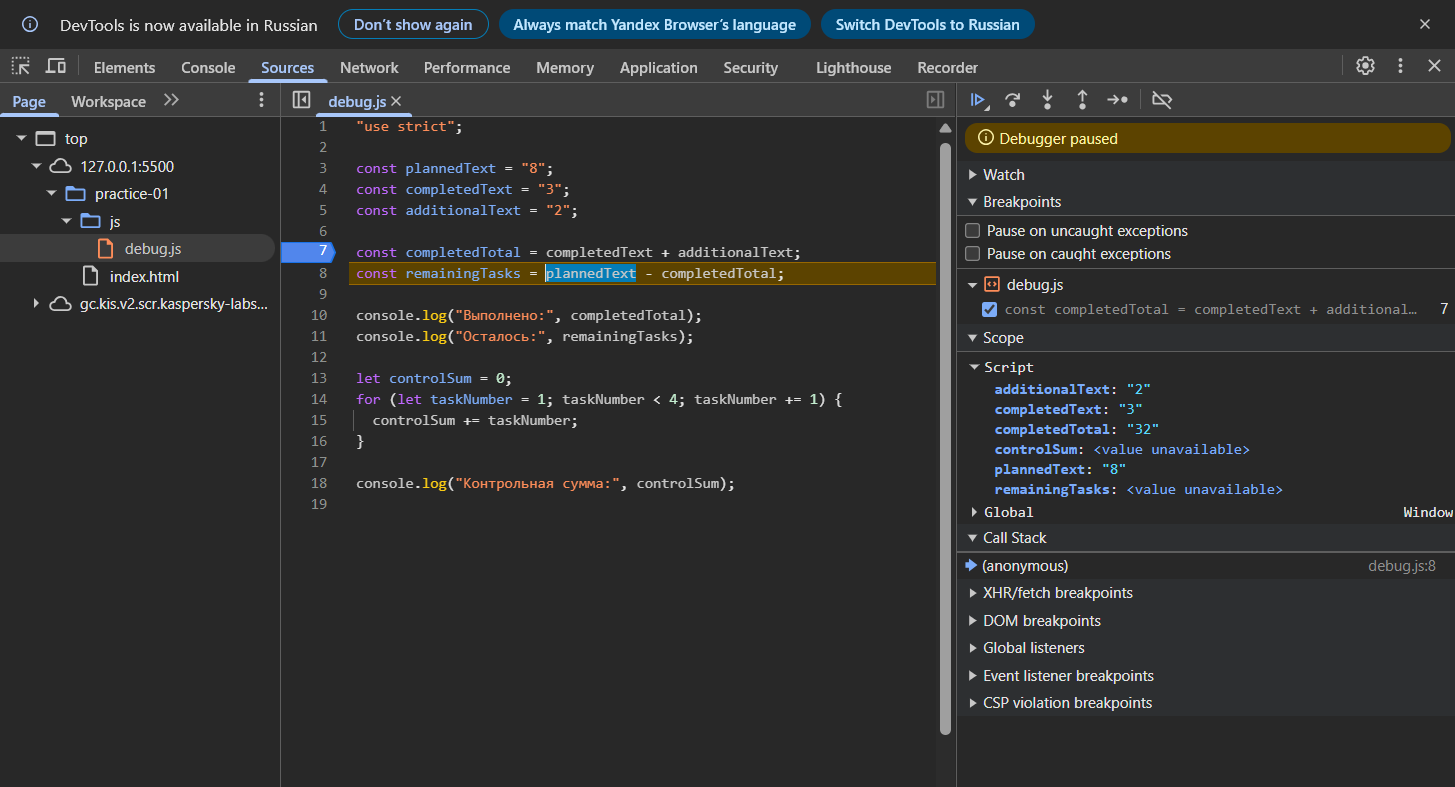 DevTools is now available in Russian Don't show again Always match Yandex Browser's language Switch DevTools to Russian
Elements Console Sources Network Performance Memory Application Security Lighthouse Recorder
Page Workspace
top
127.0.0.1:5500
practice-01
js
debug.js
index.html
gc.kis.v2.scr.kaspersky-labs...
debug.js
1 "use strict";
2
3 const plannedText = "8";
4 const completedText = "3";
5 const additionalText = "2";
6
7 const completedTotal = completedText + additionalText;
8 const remainingTasks = plannedText - completedTotal;
9
10 console.log("Выполнено:", completedTotal);
11 console.log("Осталось:", remainingTasks);
12
13 let controlSum = 0;
14 for (let taskNumber = 1; taskNumber < 4; taskNumber += 1) {
15 controlSum += taskNumber;
16 }
17
18 console.log("Контрольная сумма:", controlSum);
19
Debugger paused
Watch
Breakpoints
Pause on uncaught exceptions
Pause on caught exceptions
debug.js
const completedTotal = completedText + additional… 7
Scope
Script
additionalText: "2"
completedText: "3"
completedTotal: "32"
controlSum: <value unavailable>
plannedText: "8"
remainingTasks: <value unavailable>
Global Window
Call Stack
(anonymous) debug.js:8
XHR/fetch breakpoints
DOM breakpoints
Global listeners
Event listener breakpoints
CSP violation breakpoints